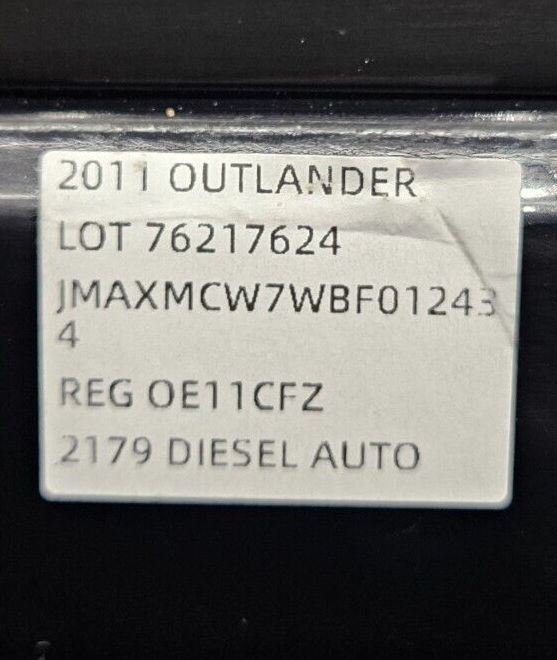 2011 OUTLANDER
LOT 76217624
JMAXMCW7WBF01243
4
REG OE11CFZ
2179 DIESEL AUTO